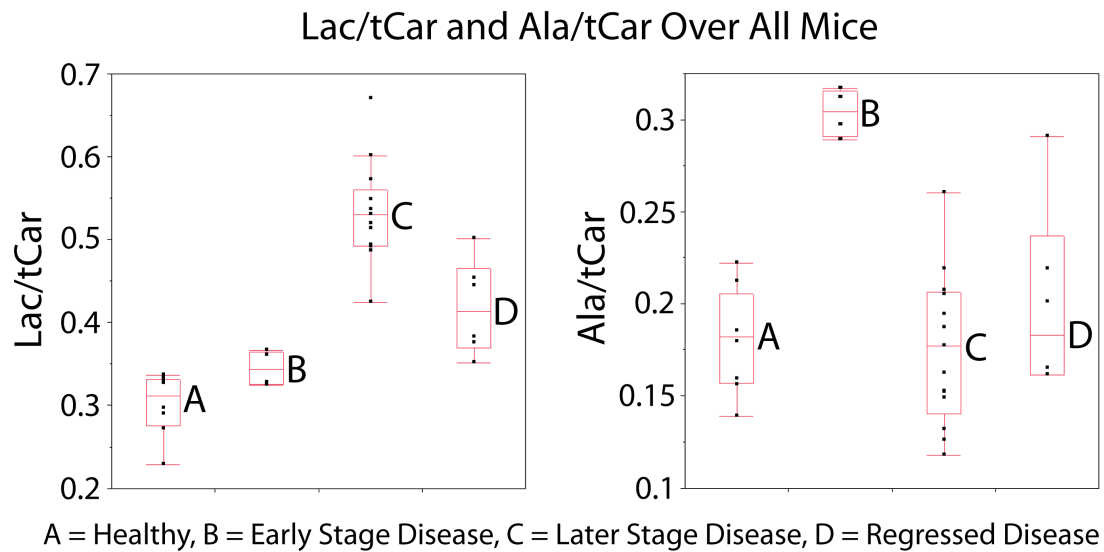 Lac/tCar and Ala/tCar Over All Mice
Lac/tCar
0.7
0.6
0.5
0.4
0.3
0.2
A
B
C
D
Ala/tCar
0.3
0.25
0.2
0.15
0.1
A
B
C
D
A = Healthy, B = Early Stage Disease, C = Later Stage Disease, D = Regressed Disease